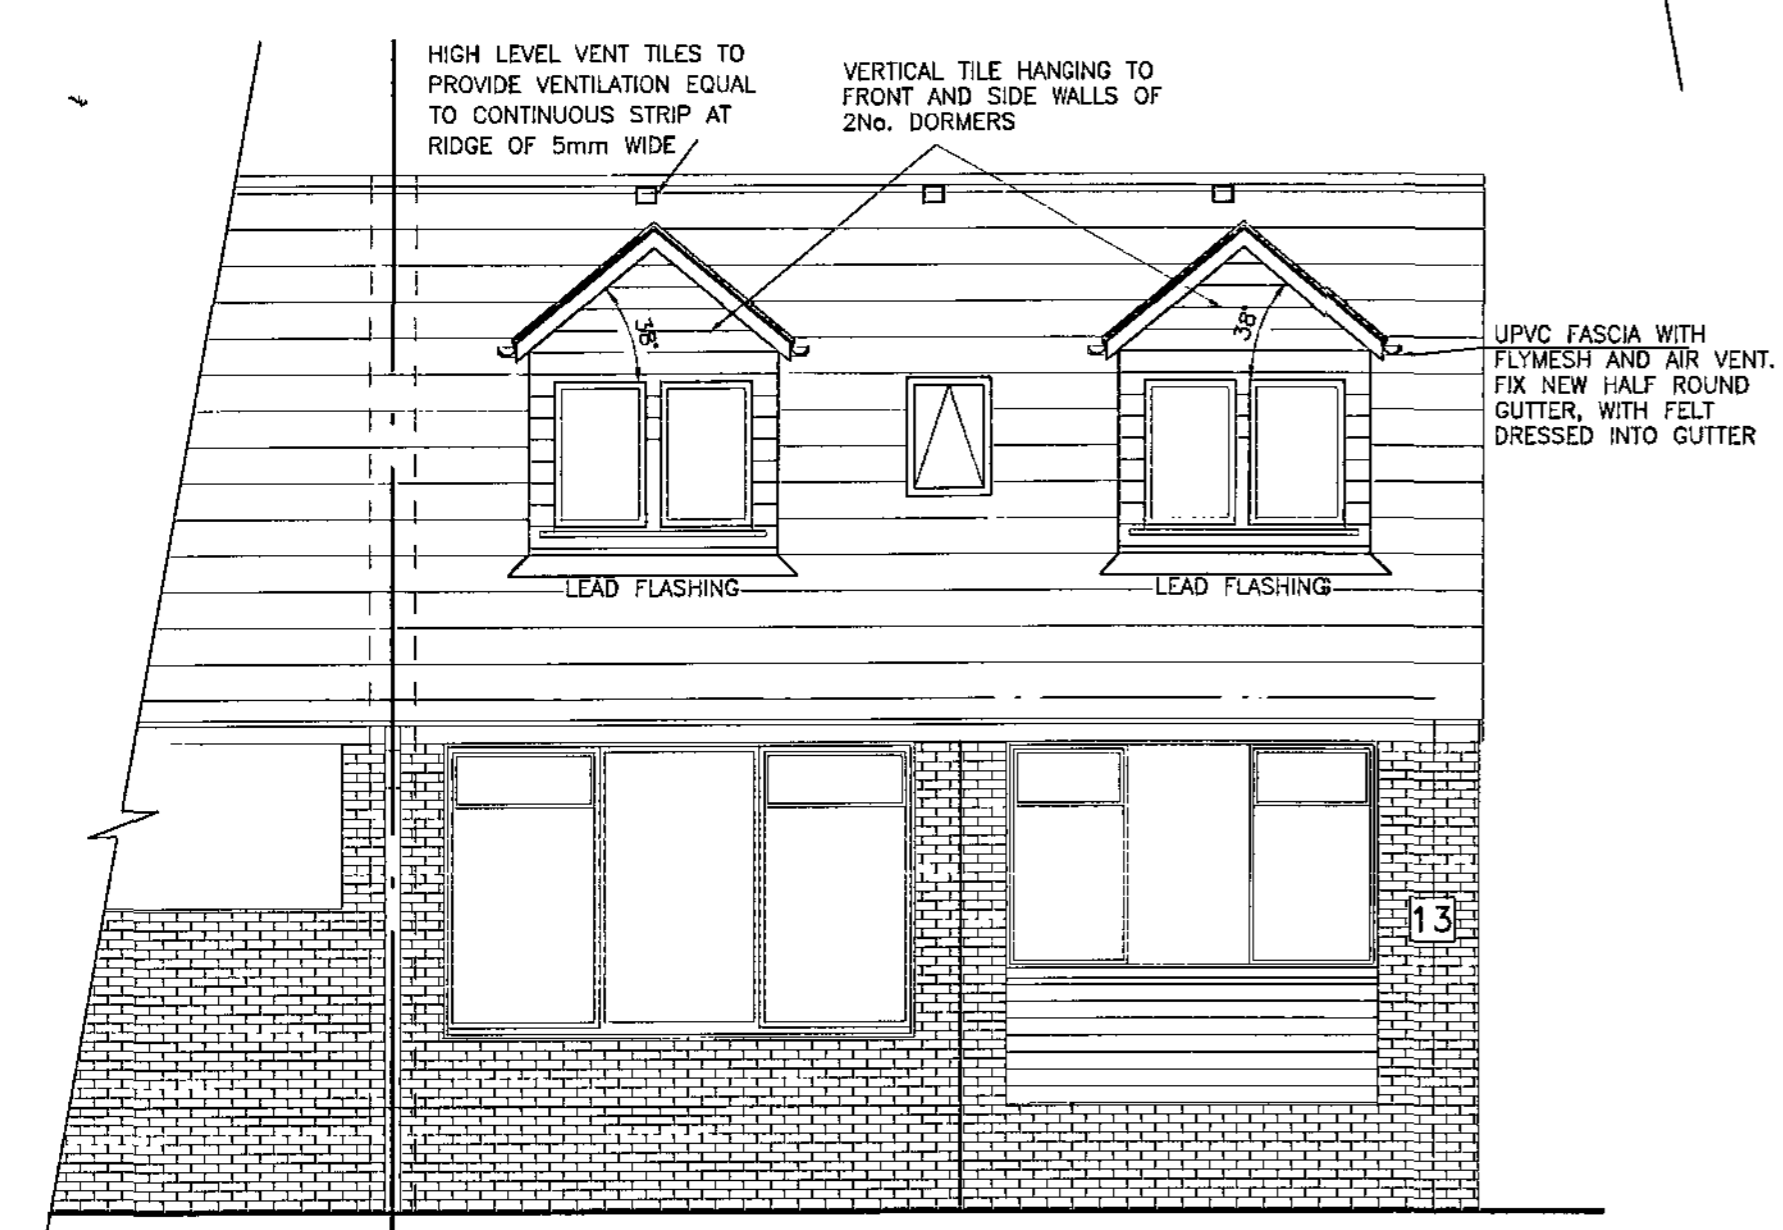 HIGH LEVEL VENT TILES TO
PROVIDE VENTILATION EQUAL
TO CONTINUOUS STRIP AT
RIDGE OF 5mm WIDE
VERTICAL TILE HANGING TO
FRONT AND SIDE WALLS OF
2No. DORMERS
38°
38°
UPVC FASCIA WITH
FLYMESH AND AIR VENT.
FIX NEW HALF ROUND
GUTTER, WITH FELT
DRESSED INTO GUTTER
LEAD FLASHING
LEAD FLASHING
13